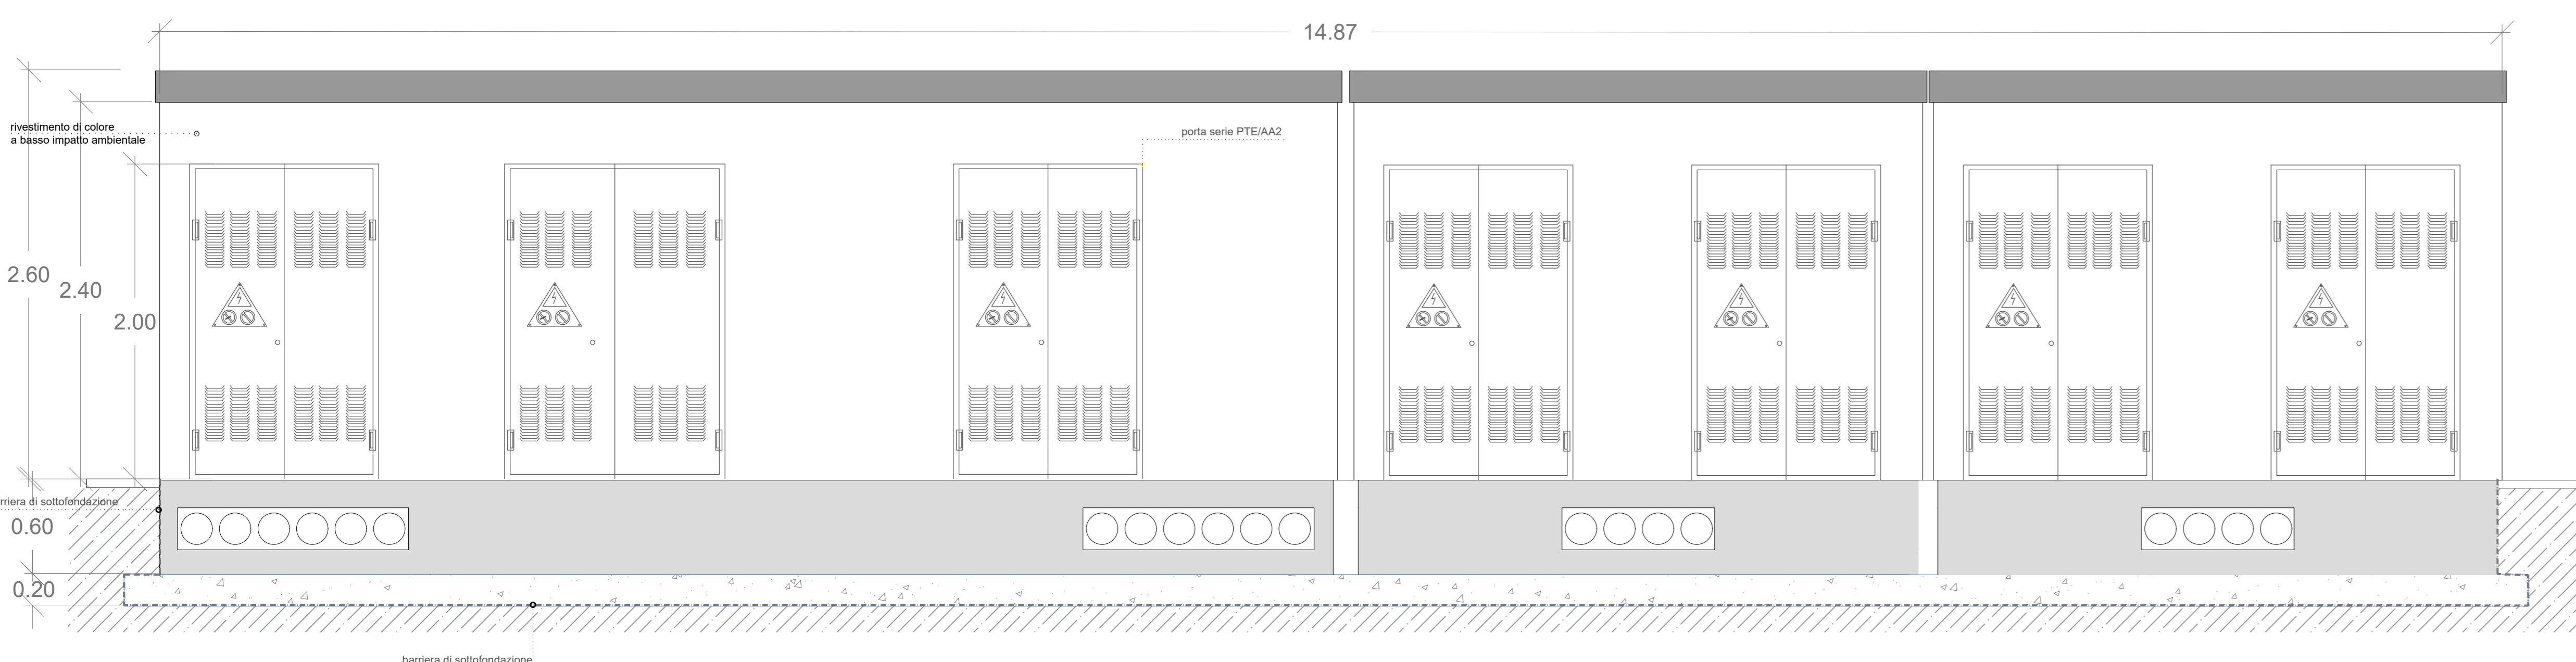 14.87
rivestimento di colore
a basso impatto ambientale
porta serie PTE/AA2
2.60
2.40
2.00
rriera di sottofondazione
0.60
0.20
barriera di sottofondazione